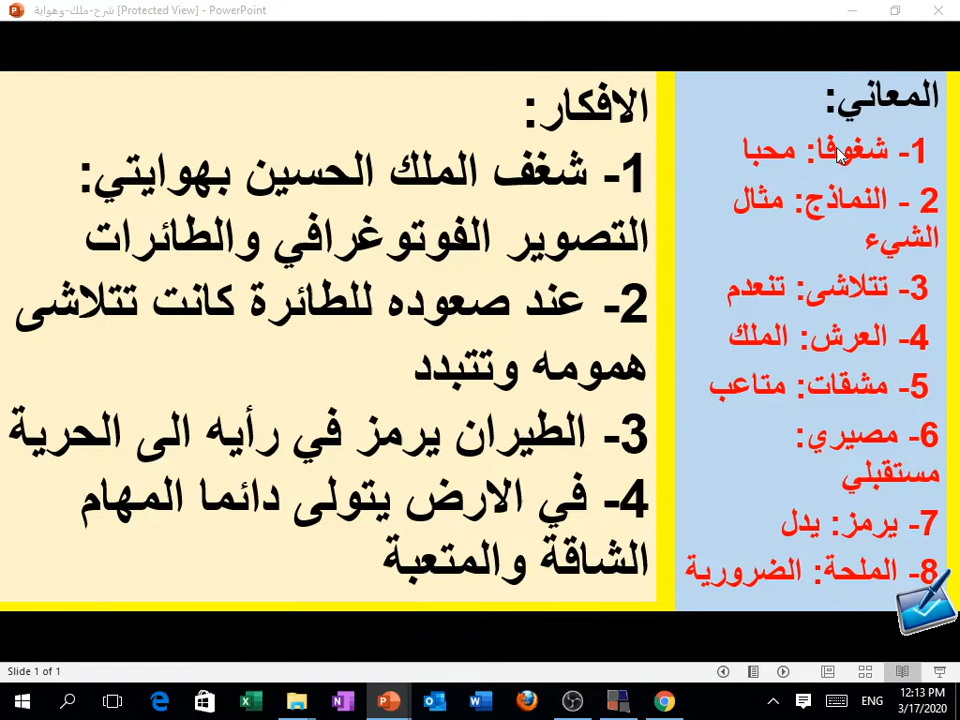 شرح-ملك-وهواية [Protected View] - PowerPoint
المعاني:
1- شغوفا: محبا
2 - النماذج: مثال
الشيء
3- تتلاشى: تنعدم
4- العرش: الملك
5- مشقات: متاعب
6- مصيري:
مستقبلي
7- يرمز: يدل
8- الملحة: الضرورية
الافكار:
1- شغف الملك الحسين بهوايتي:
التصوير الفوتوغرافي والطائرات
2- عند صعوده للطائرة كانت تتلاشى
همومه وتتبدد
3- الطيران يرمز في رأيه الى الحرية
4- في الارض يتولى دائما المهام
الشاقة والمتعبة
Slide 1 of 1
ENG
12:13 PM
3/17/2020